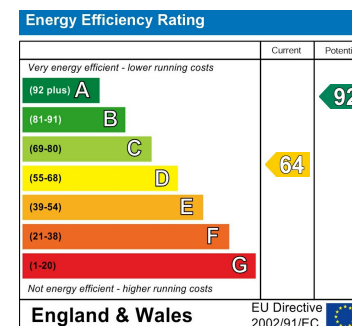 Energy Efficiency Rating
Current
Very energy efficient - lower running costs
(92 plus) A
92
(81-91) B
(69-80) C
64
(55-68) D
(39-54) E
(21-38) F
(1-20) G
Not energy efficient - higher running costs
England & Wales
EU Directive
2002/91/EC